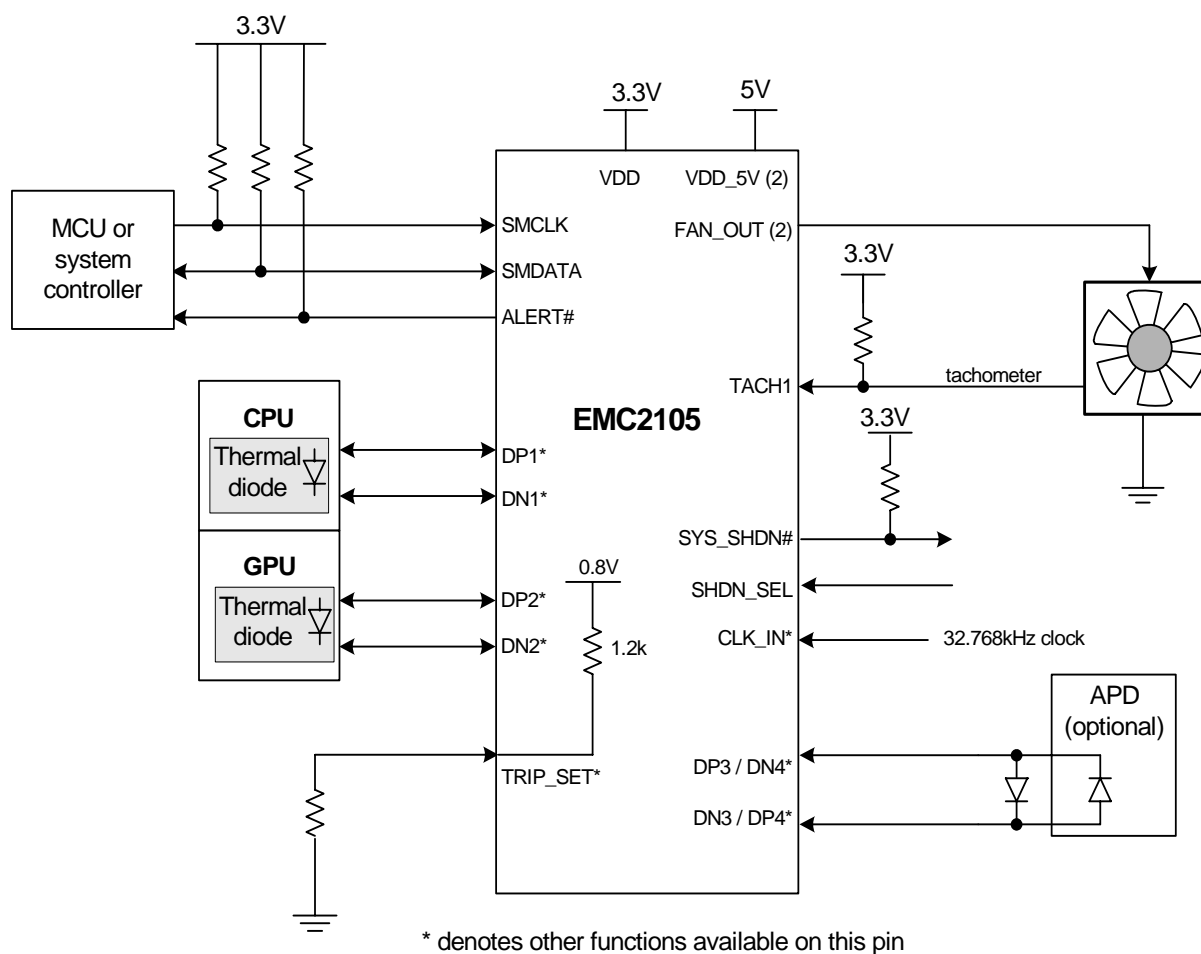 3.3V
3.3V
5V
VDD
VDD_5V (2)
MCU or
system
controller
SMCLK
SMDATA
ALERT#
FAN_OUT (2)
3.3V
TACH1
tachometer
EMC2105
CPU
Thermal
diode
DP1*
DN1*
3.3V
SYS_SHDN#
GPU
Thermal
diode
DP2*
DN2*
0.8V
1.2k
SHDN_SEL
CLK_IN*
32.768kHz clock
TRIP_SET*
APD
(optional)
DP3 / DN4*
DN3 / DP4*
* denotes other functions available on this pin